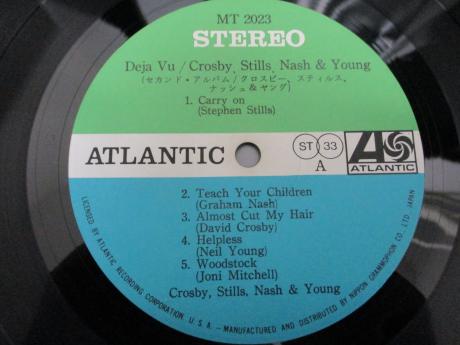 MT 2023
STEREO
Deja Vu / Crosby, Stills, Nash & Young
(セカンド・アルバム/クロスビー、スティルス、
ナッシュ&ヤング)
1. Carry on
(Stephen Stills)
ATLANTIC
ST 33
A
ATLANTIC
2. Teach Your Children
(Graham Nash)
3. Almost Cut My Hair
(David Crosby)
4. Helpless
(Neil Young)
5. Woodstock
(Joni Mitchell)
Crosby, Stills, Nash & Young
LICENSED BY ATLANTIC RECORDING CORPORATION U.S.A. - MANUFACTURED AND DISTRIBUTED BY NIPPON GRAMMOPHON CO., LTD. JAPAN